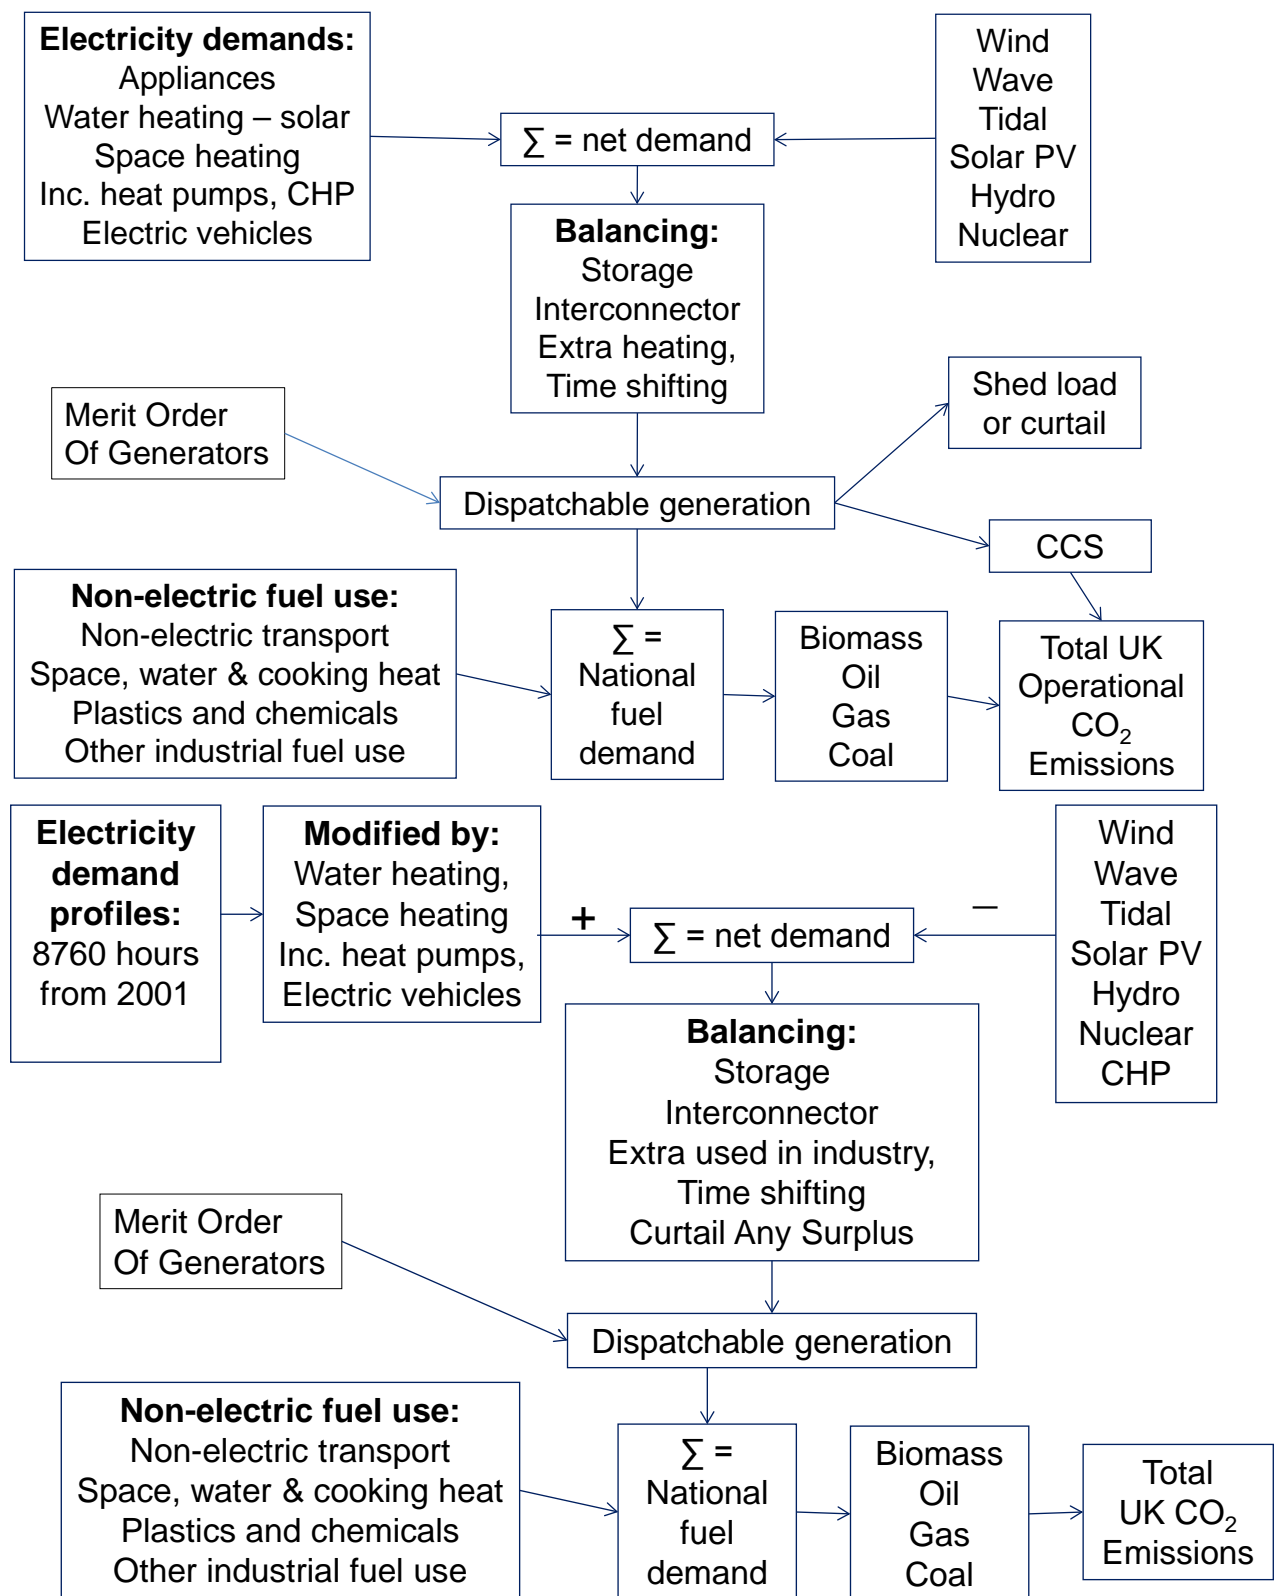 Electricity demands:
Appliances
Water heating – solar
Space heating
Inc. heat pumps, CHP
Electric vehicles
∑ = net demand
Wind
Wave
Tidal
Solar PV
Hydro
Nuclear
Balancing:
Storage
Interconnector
Extra heating,
Time shifting
Merit Order
Of Generators
Shed load
or curtail
Dispatchable generation
CCS
Non-electric fuel use:
Non-electric transport
Space, water & cooking heat
Plastics and chemicals
Other industrial fuel use
∑ =
National
fuel
demand
Biomass
Oil
Gas
Coal
Total UK
Operational
CO₂
Emissions
Electricity
demand
profiles:
8760 hours
from 2001
Modified by:
Water heating,
Space heating
Inc. heat pumps,
Electric vehicles
+
∑ = net demand
–
Wind
Wave
Tidal
Solar PV
Hydro
Nuclear
CHP
Balancing:
Storage
Interconnector
Extra used in industry,
Time shifting
Curtail Any Surplus
Merit Order
Of Generators
Dispatchable generation
Non-electric fuel use:
Non-electric transport
Space, water & cooking heat
Plastics and chemicals
Other industrial fuel use
∑ =
National
fuel
demand
Biomass
Oil
Gas
Coal
Total
UK CO₂
Emissions